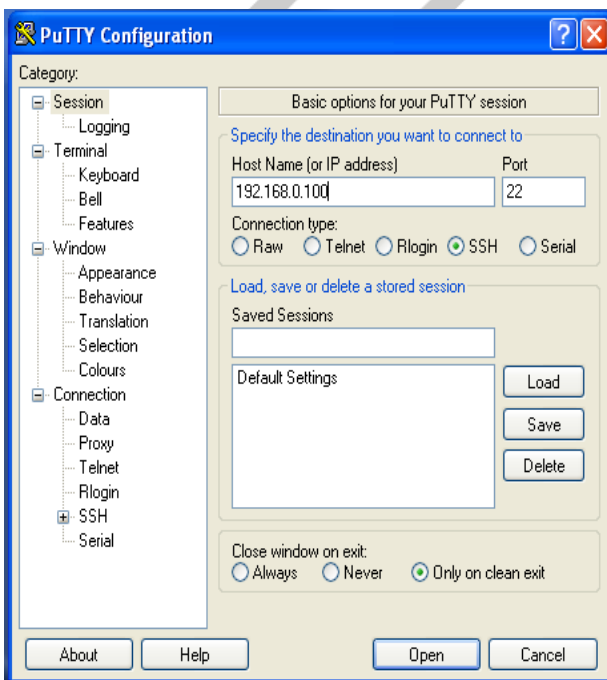 PuTTY Configuration
Category:
Session
Logging
Terminal
Keyboard
Bell
Features
Window
Appearance
Behaviour
Translation
Selection
Colours
Connection
Data
Proxy
Telnet
Rlogin
SSH
Serial
Basic options for your PuTTY session
Specify the destination you want to connect to
Host Name (or IP address) Port
192.168.0.100 22
Connection type:
Raw Telnet Rlogin SSH Serial
Load, save or delete a stored session
Saved Sessions
Default Settings
Load
Save
Delete
Close window on exit:
Always Never Only on clean exit
About Help Open Cancel